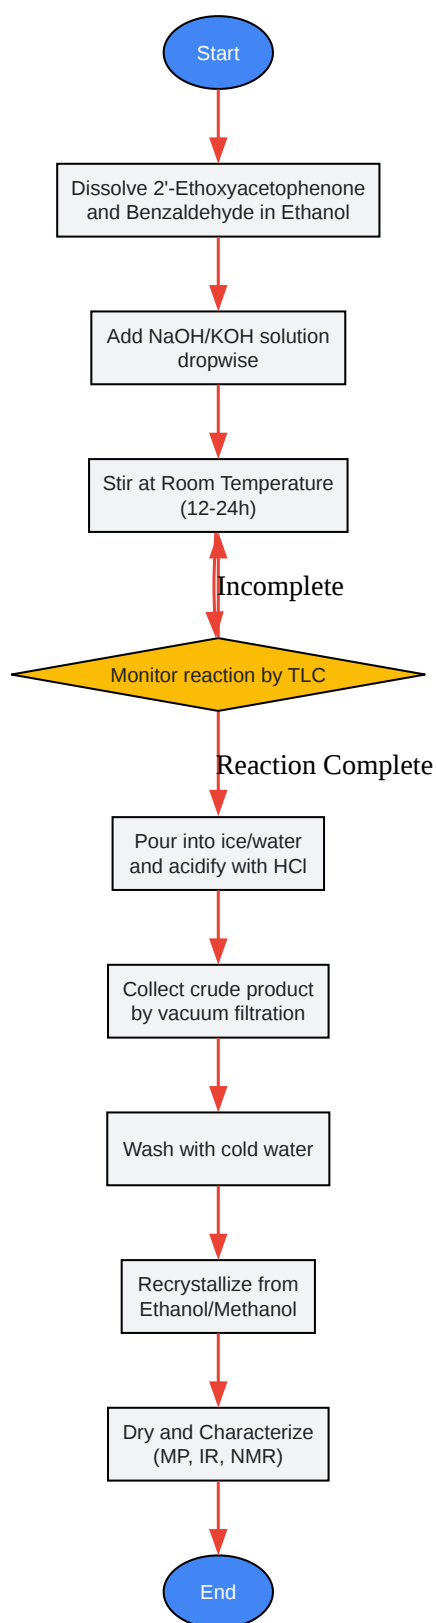 Start
Dissolve 2'-Ethoxyacetophenone
and Benzaldehyde in Ethanol
Add NaOH/KOH solution
dropwise
Stir at Room Temperature
(12-24h)
Incomplete
Monitor reaction by TLC
Reaction Complete
Pour into ice/water
and acidify with HCl
Collect crude product
by vacuum filtration
Wash with cold water
Recrystallize from
Ethanol/Methanol
Dry and Characterize
(MP, IR, NMR)
End